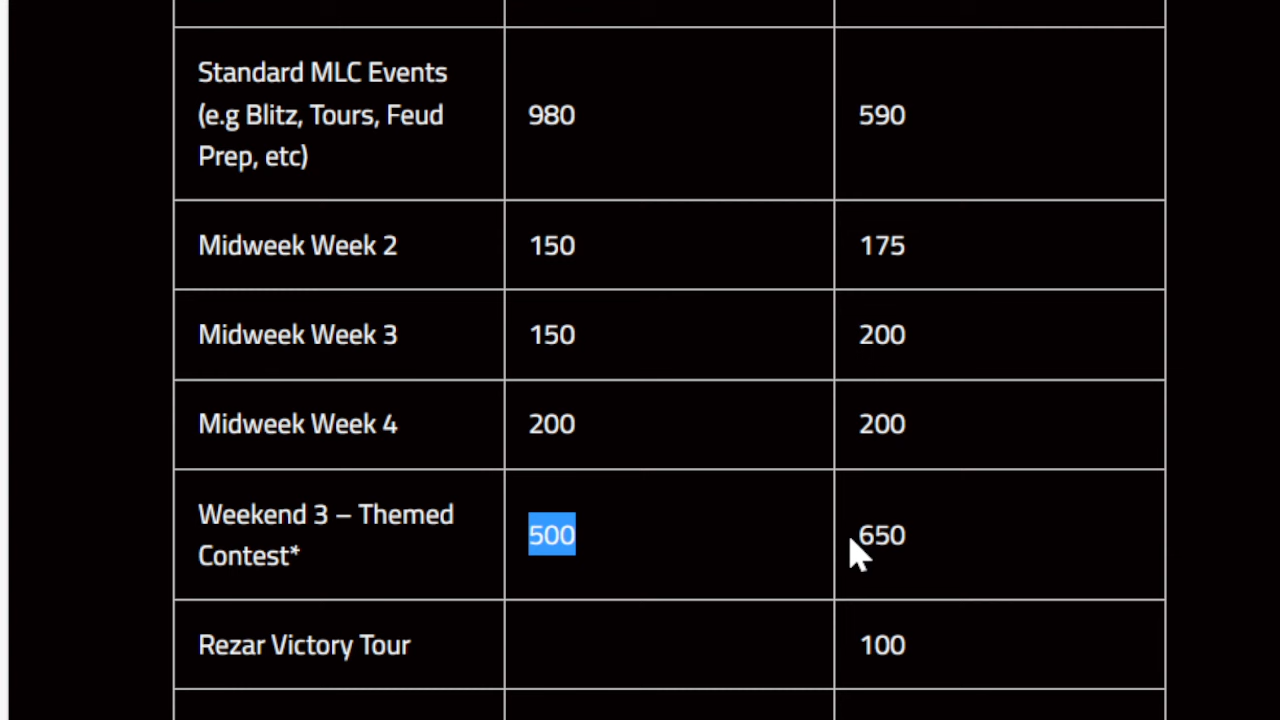 Standard MLC Events
(e.g Blitz, Tours, Feud
Prep, etc)
980
590
Midweek Week 2
150
175
Midweek Week 3
150
200
Midweek Week 4
200
200
Weekend 3 – Themed
Contest*
500
650
Rezar Victory Tour
100